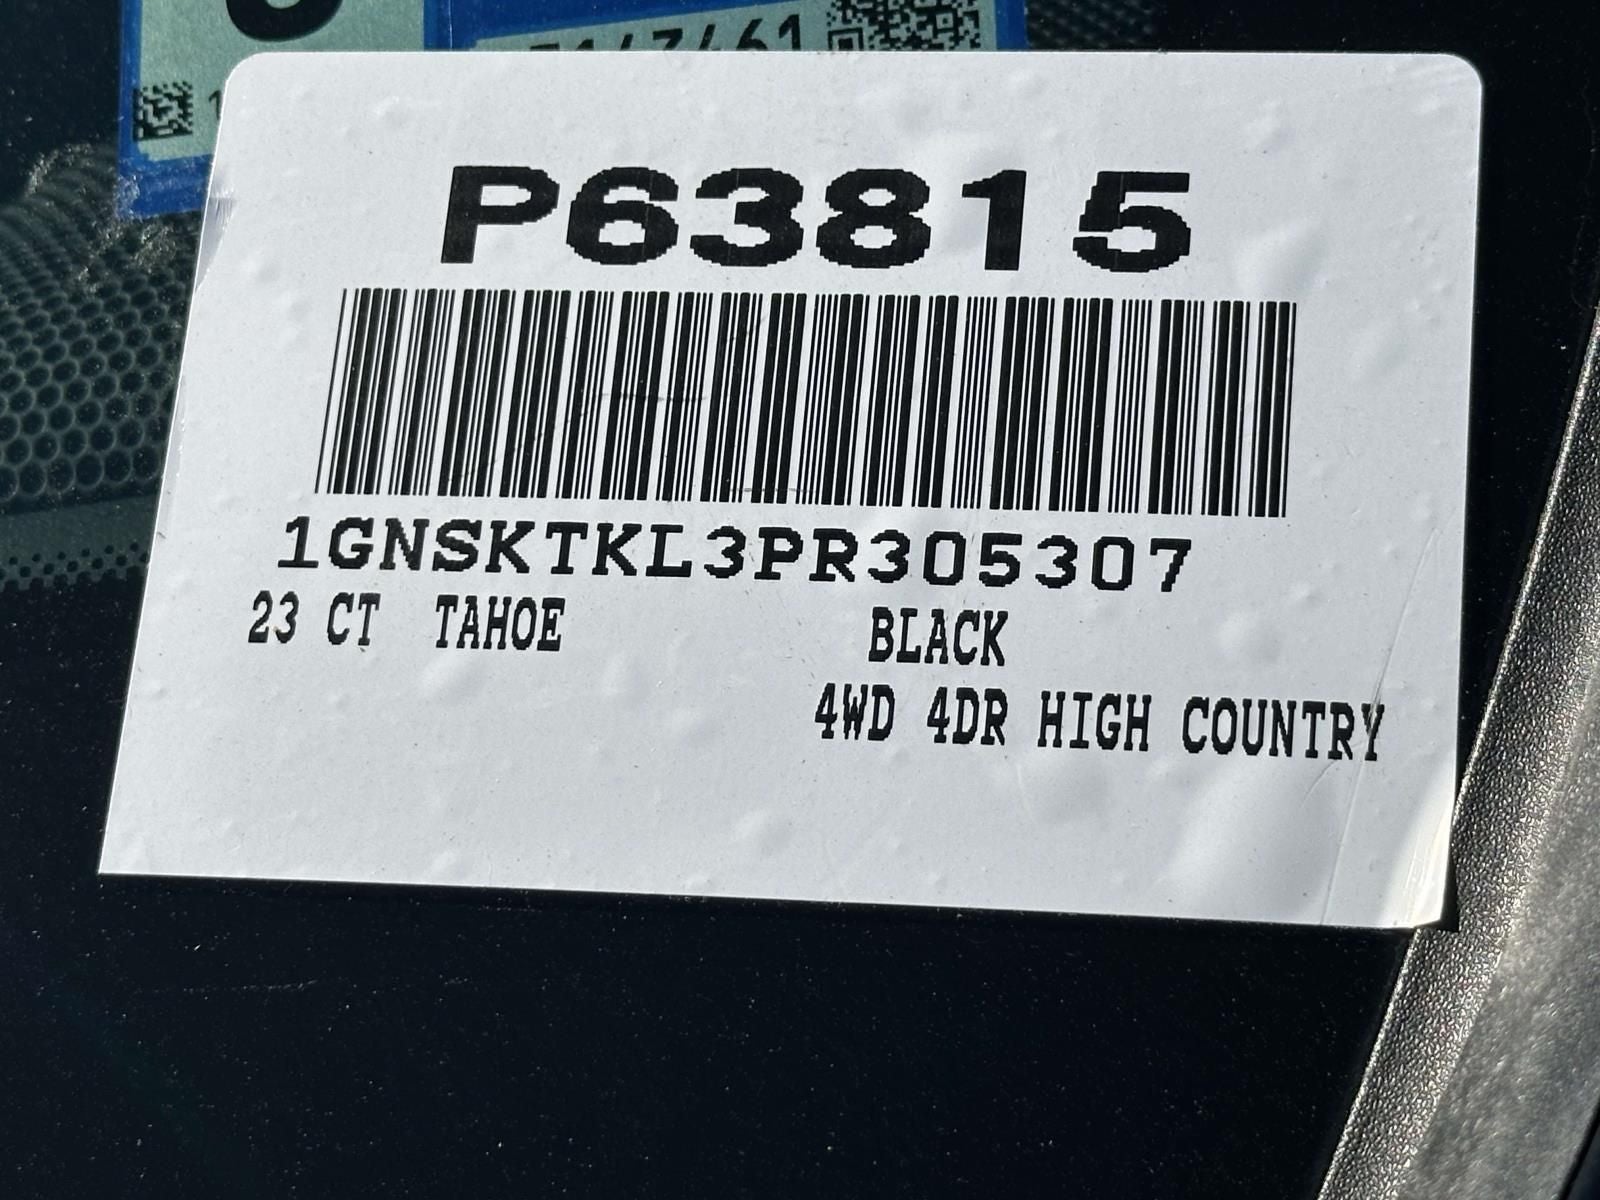 P63815
1GNSKTKL3PR305307
23 CT TAHOE BLACK
4WD 4DR HIGH COUNTRY